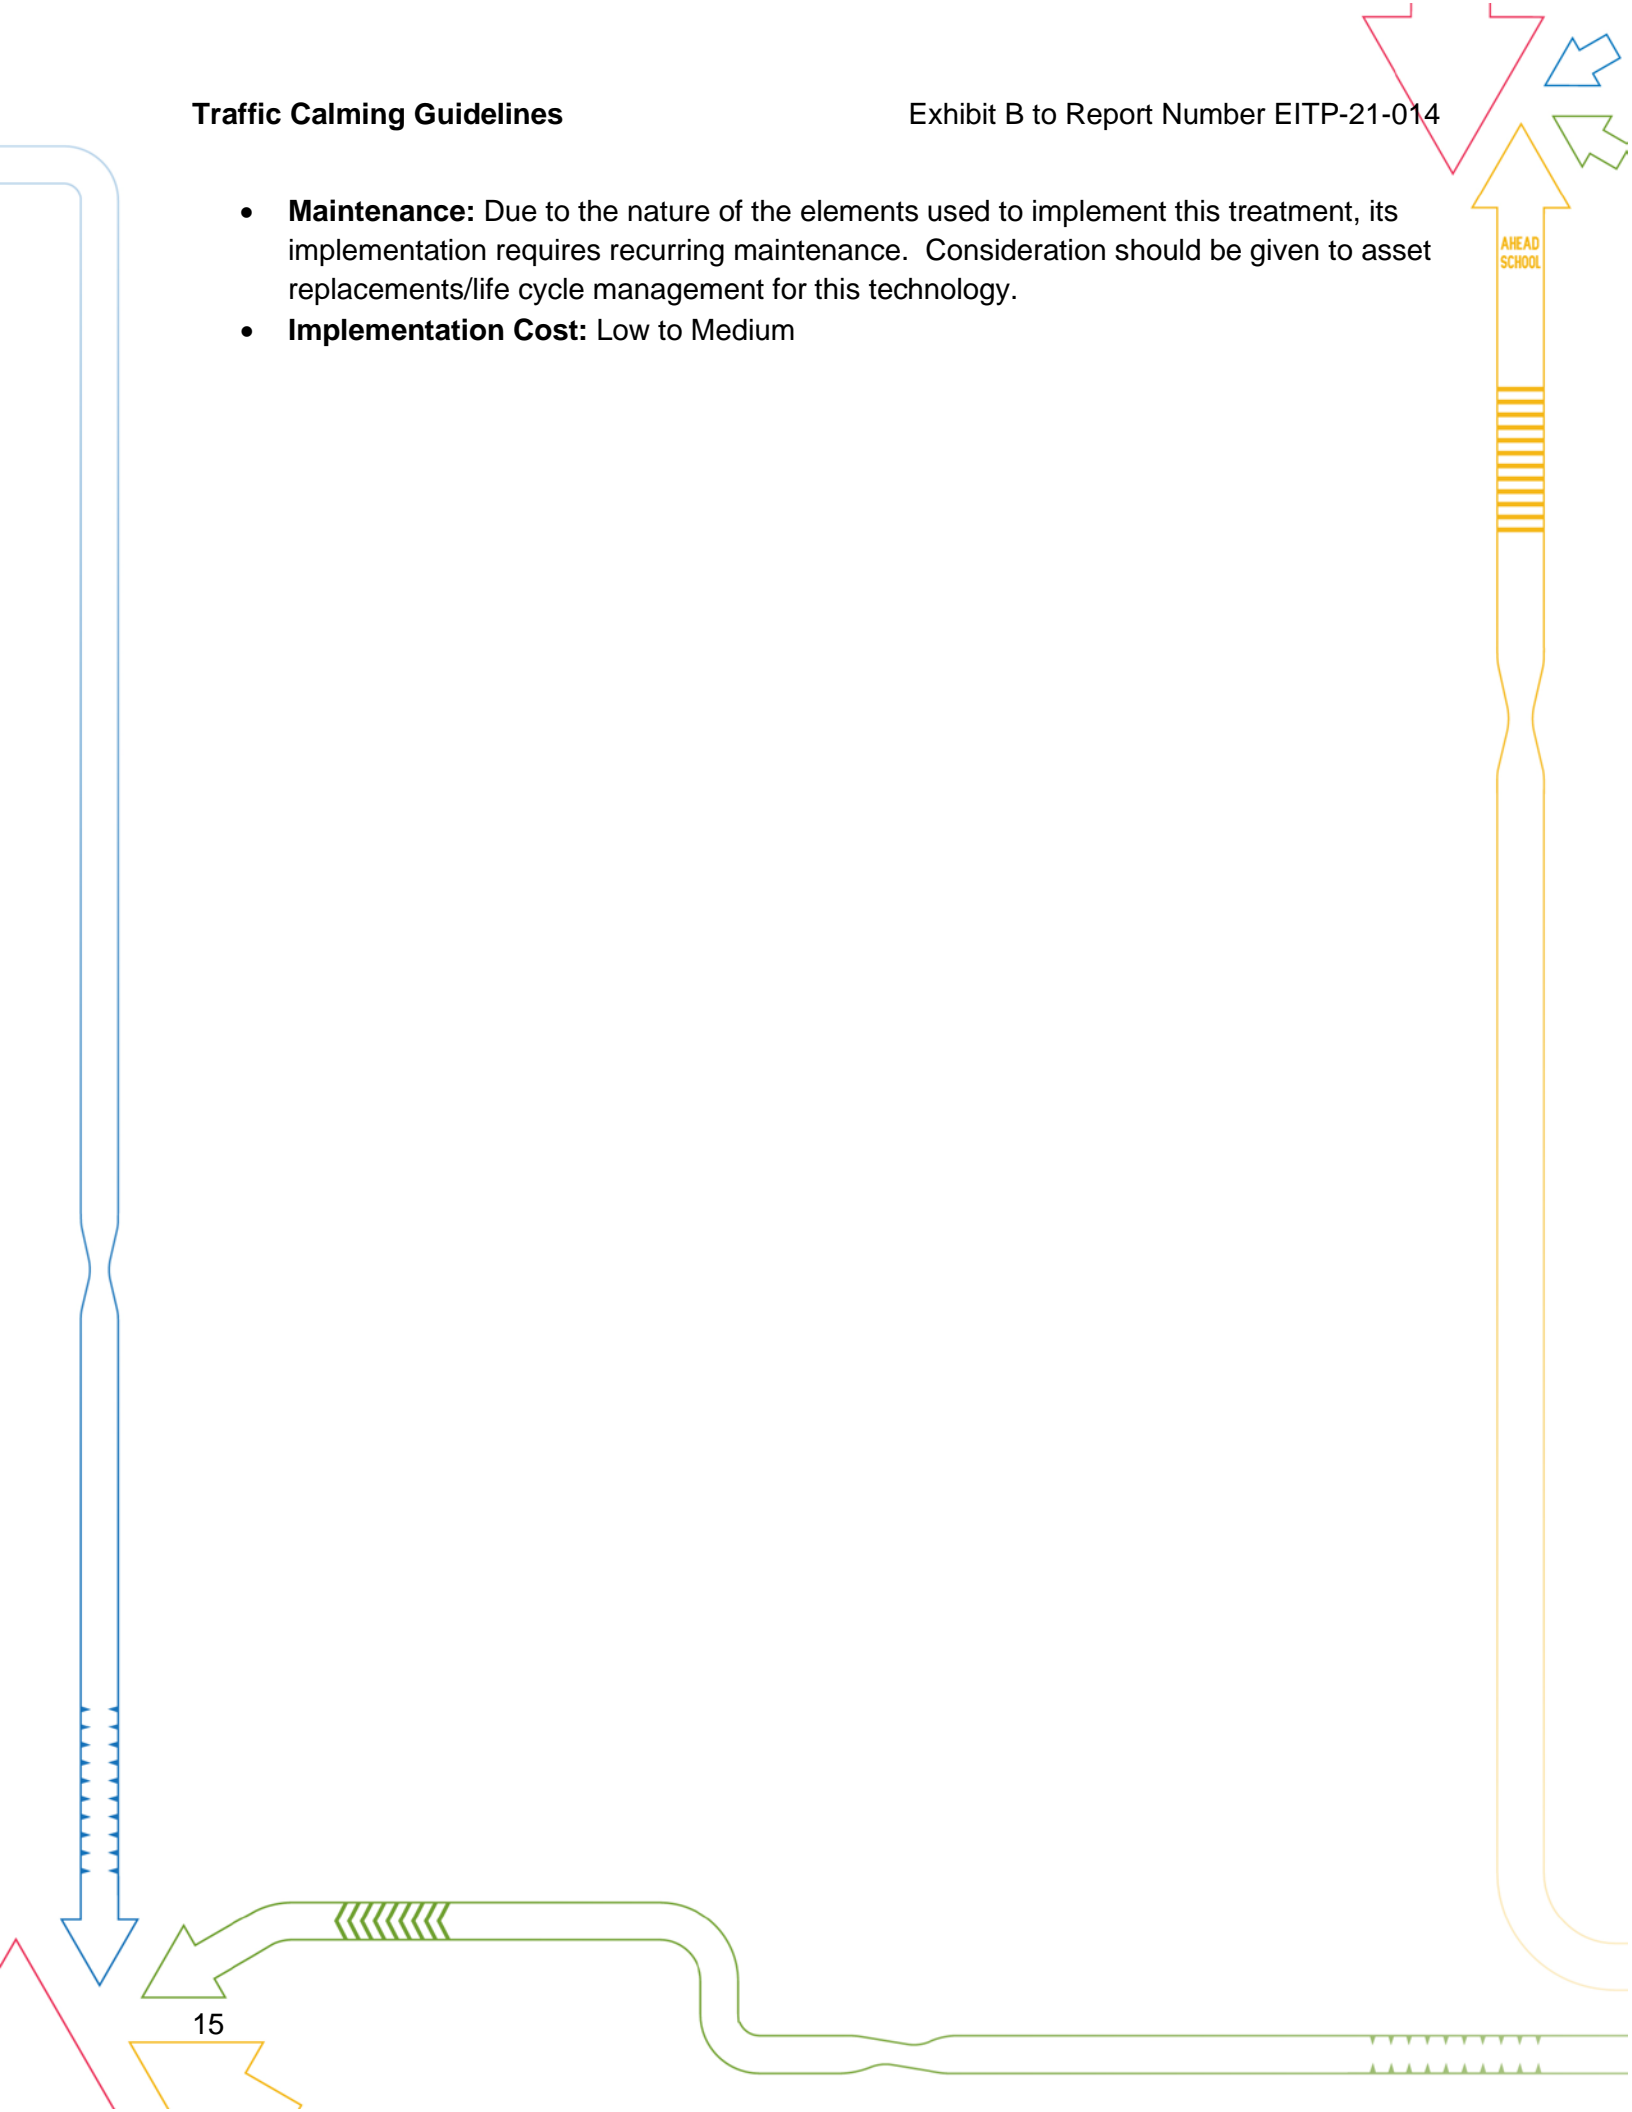 Traffic Calming Guidelines Exhibit B to Report Number EITP-21-014
• Maintenance: Due to the nature of the elements used to implement this treatment, its
implementation requires recurring maintenance.  Consideration should be given to asset
replacements/life cycle management for this technology.
• Implementation Cost: Low to Medium
AHEAD
SCHOOL
15